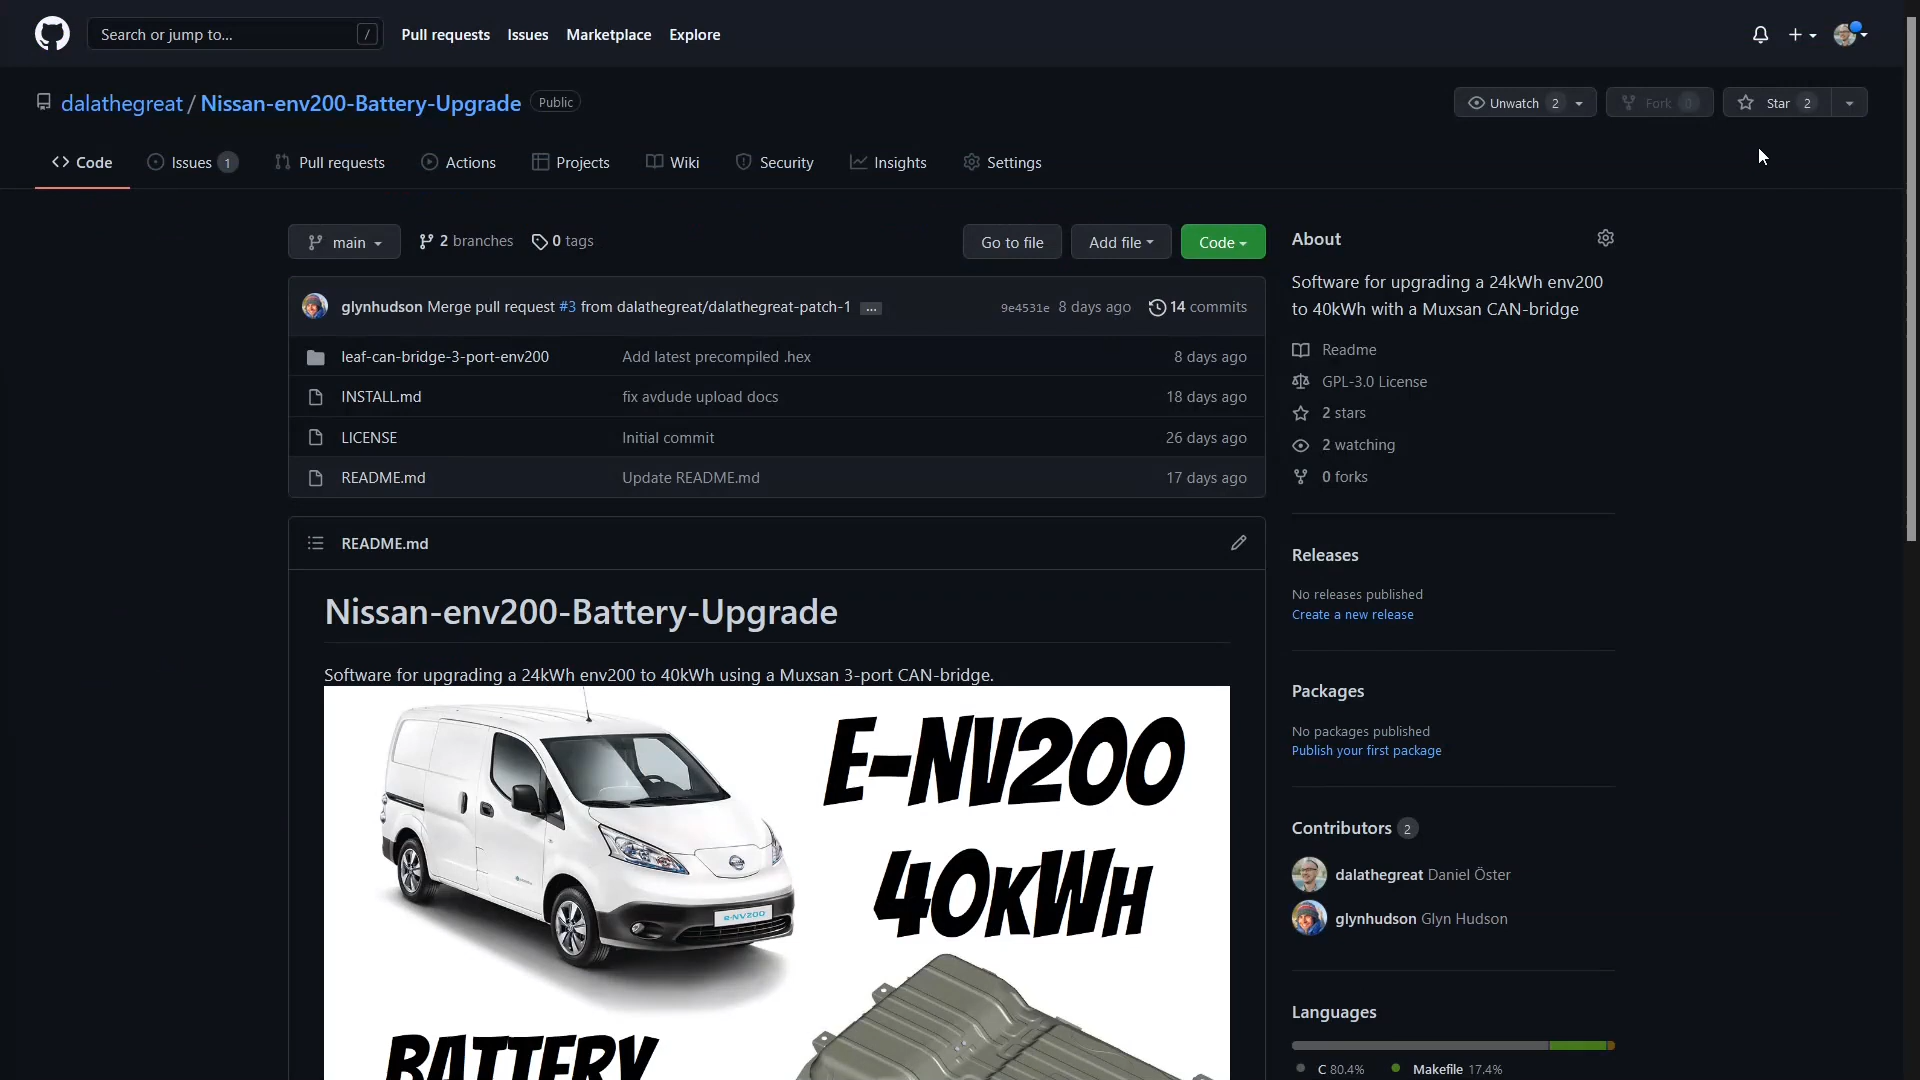 Search or jump to... /
Pull requests
Issues
Marketplace
Explore
dalathegreat / Nissan-env200-Battery-Upgrade Public
Unwatch 2
Fork 0
Star 2
Code
Issues 1
Pull requests
Actions
Projects
Wiki
Security
Insights
Settings
main
2 branches
0 tags
Go to file
Add file
Code
glynhudson Merge pull request #3 from dalathegreat/dalathegreat-patch-1 ...
9e4531e 8 days ago 14 commits
leaf-can-bridge-3-port-env200 Add latest precompiled .hex 8 days ago
INSTALL.md fix avdude upload docs 18 days ago
LICENSE Initial commit 26 days ago
README.md Update README.md 17 days ago
README.md
Nissan-env200-Battery-Upgrade
Software for upgrading a 24kWh env200 to 40kWh using a Muxsan 3-port CAN-bridge.
E-NV200
40KWH
e-NV200
BATTERY
About
Software for upgrading a 24kWh env200
to 40kWh with a Muxsan CAN-bridge
Readme
GPL-3.0 License
2 stars
2 watching
0 forks
Releases
No releases published
Create a new release
Packages
No packages published
Publish your first package
Contributors 2
dalathegreat Daniel Öster
glynhudson Glyn Hudson
Languages
C 80.4%
Makefile 17.4%